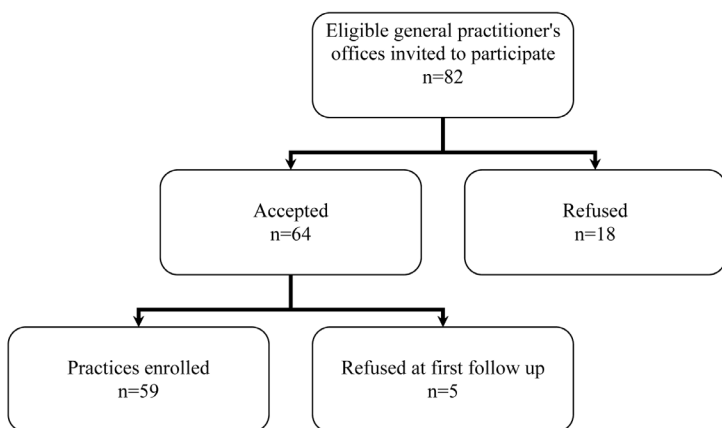 Eligible general practitioner's
offices invited to participate
n=82
Accepted
n=64
Refused
n=18
Practices enrolled
n=59
Refused at first follow up
n=5